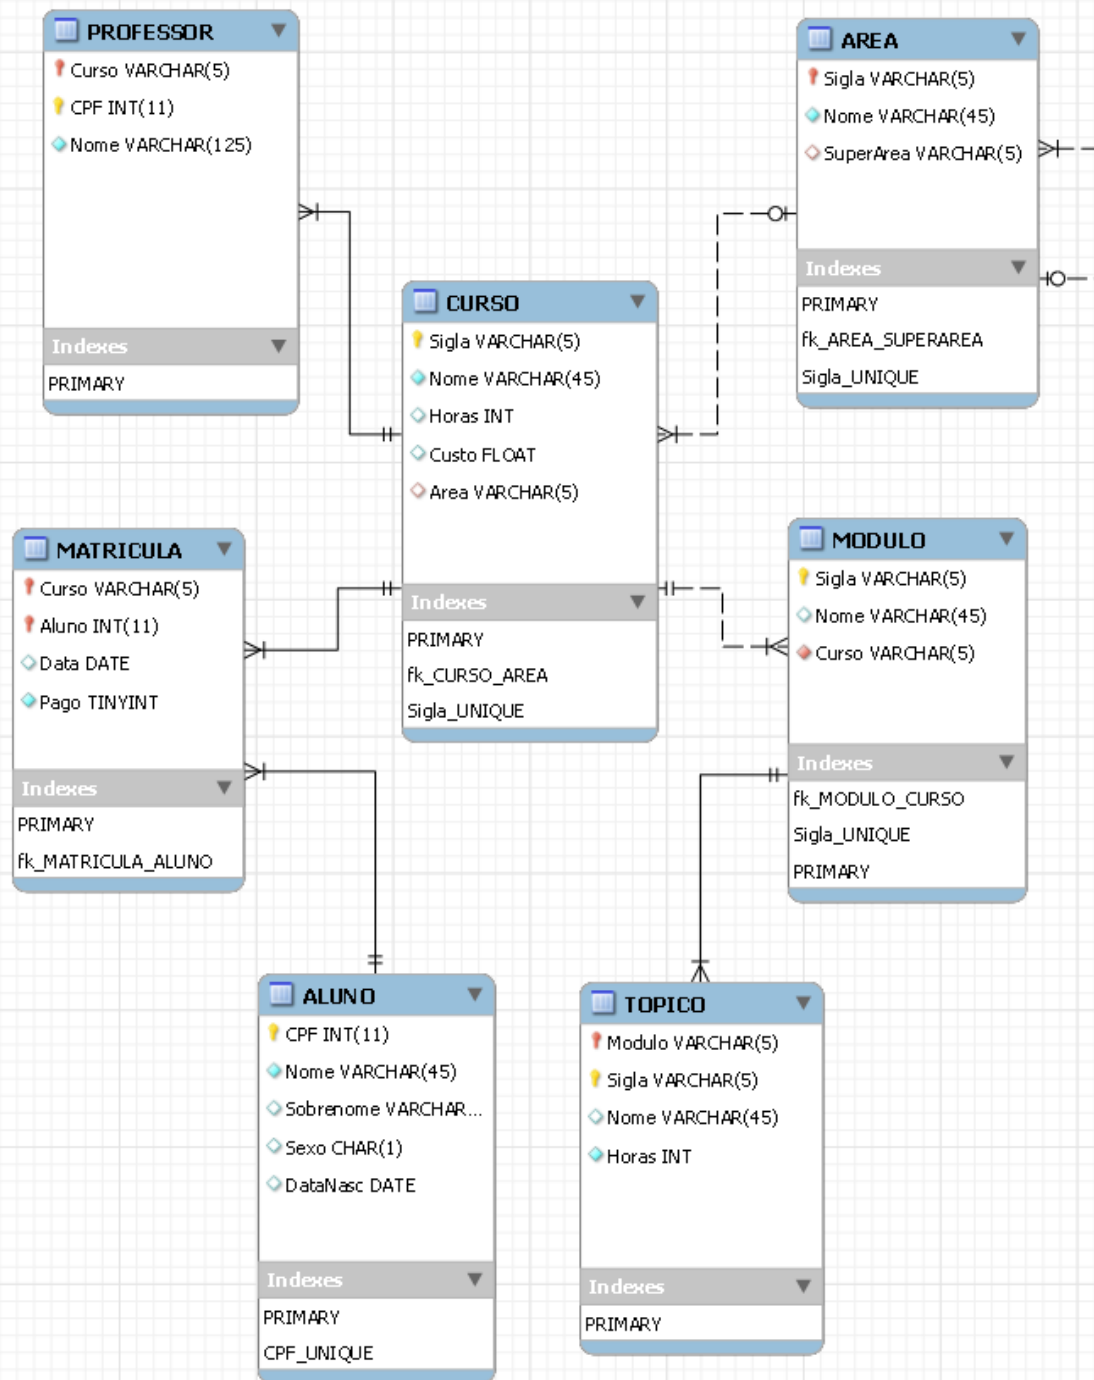 PROFESSOR
Curso VARCHAR(5)
CPF INT(11)
Nome VARCHAR(125)
Indexes
PRIMARY
AREA
Sigla VARCHAR(5)
Nome VARCHAR(45)
SuperArea VARCHAR(5)
Indexes
PRIMARY
fk_AREA_SUPERAREA
Sigla_UNIQUE
CURSO
Sigla VARCHAR(5)
Nome VARCHAR(45)
Horas INT
Custo FLOAT
Area VARCHAR(5)
Indexes
PRIMARY
fk_CURSO_AREA
Sigla_UNIQUE
MATRICULA
Curso VARCHAR(5)
Aluno INT(11)
Data DATE
Pago TINYINT
Indexes
PRIMARY
fk_MATRICULA_ALUNO
MODULO
Sigla VARCHAR(5)
Nome VARCHAR(45)
Curso VARCHAR(5)
Indexes
fk_MODULO_CURSO
Sigla_UNIQUE
PRIMARY
ALUNO
CPF INT(11)
Nome VARCHAR(45)
Sobrenome VARCHAR...
Sexo CHAR(1)
DataNasc DATE
Indexes
PRIMARY
CPF_UNIQUE
TOPICO
Modulo VARCHAR(5)
Sigla VARCHAR(5)
Nome VARCHAR(45)
Horas INT
Indexes
PRIMARY